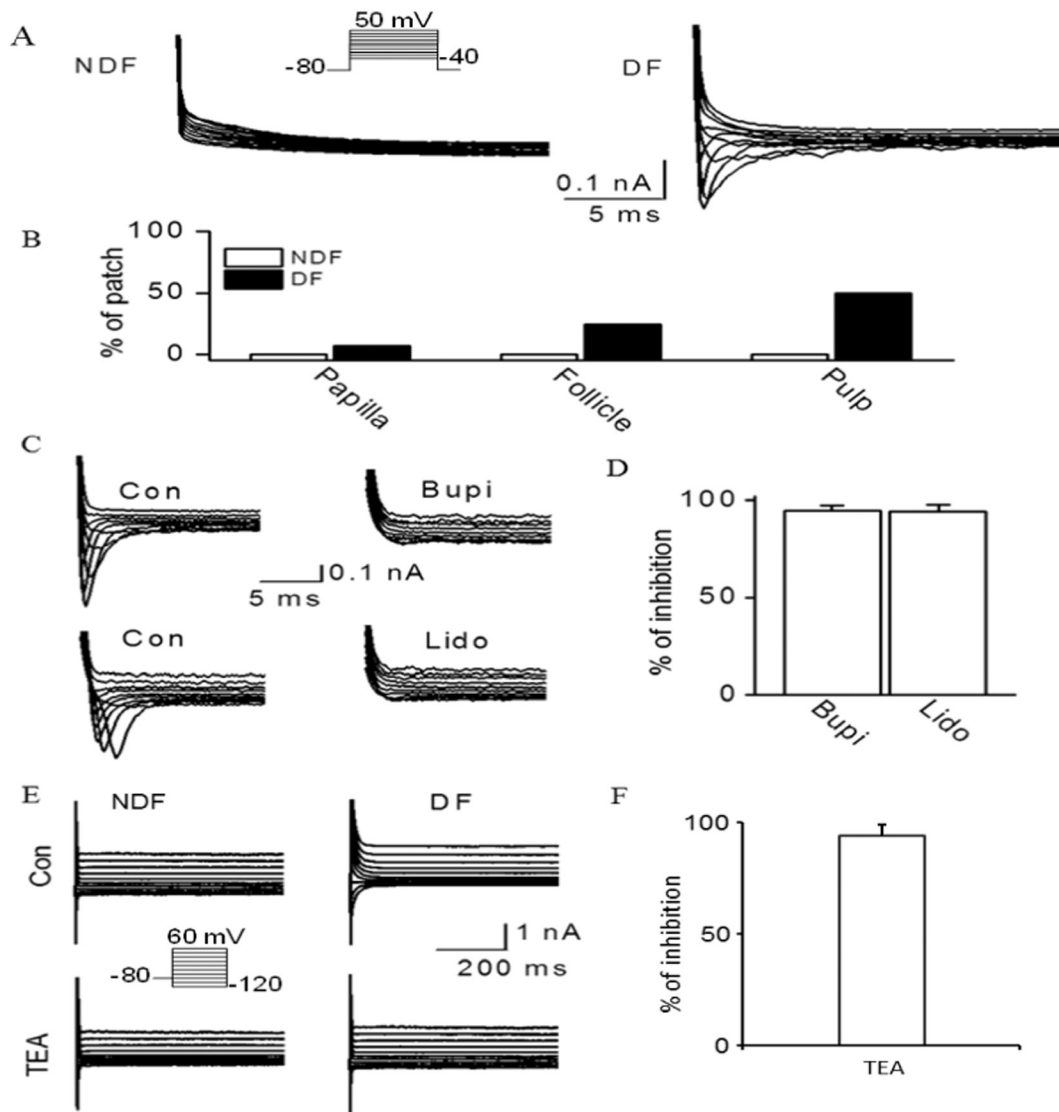 A
NDF
50 mV
-80
-40
DF
0.1 nA
5 ms
B
% of patch
100
50
0
NDF
DF
Papilla
Follicle
Pulp
C
Con
Bupi
0.1 nA
5 ms
Con
Lido
D
% of inhibition
100
50
0
Bupi
Lido
E
NDF
DF
Con
60 mV
-80
-120
1 nA
200 ms
TEA
F
% of inhibition
100
50
0
TEA